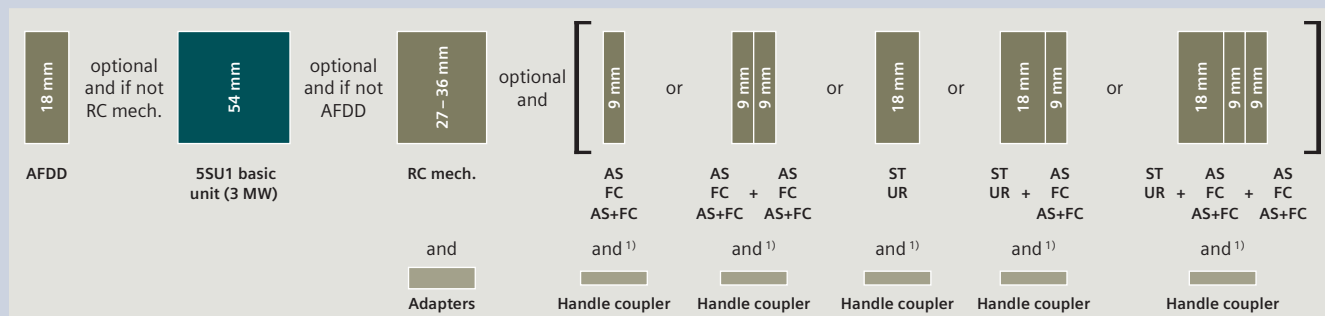 18 mm
optional
and if not
RC mech.
54 mm
optional
and if not
AFDD
27 – 36 mm
optional
and
9 mm
or
9 mm
9 mm
or
18 mm
or
18 mm
9 mm
or
18 mm
9 mm
9 mm
AFDD
5SU1 basic
unit (3 MW)
RC mech.
AS
FC
AS+FC
AS AS
FC + FC
AS+FC AS+FC
ST
UR
ST AS
UR + FC
AS+FC
ST AS AS
UR + FC + FC
AS+FC AS+FC
and
and 1)
and 1)
and 1)
and 1)
and 1)
Adapters
Handle coupler
Handle coupler
Handle coupler
Handle coupler
Handle coupler